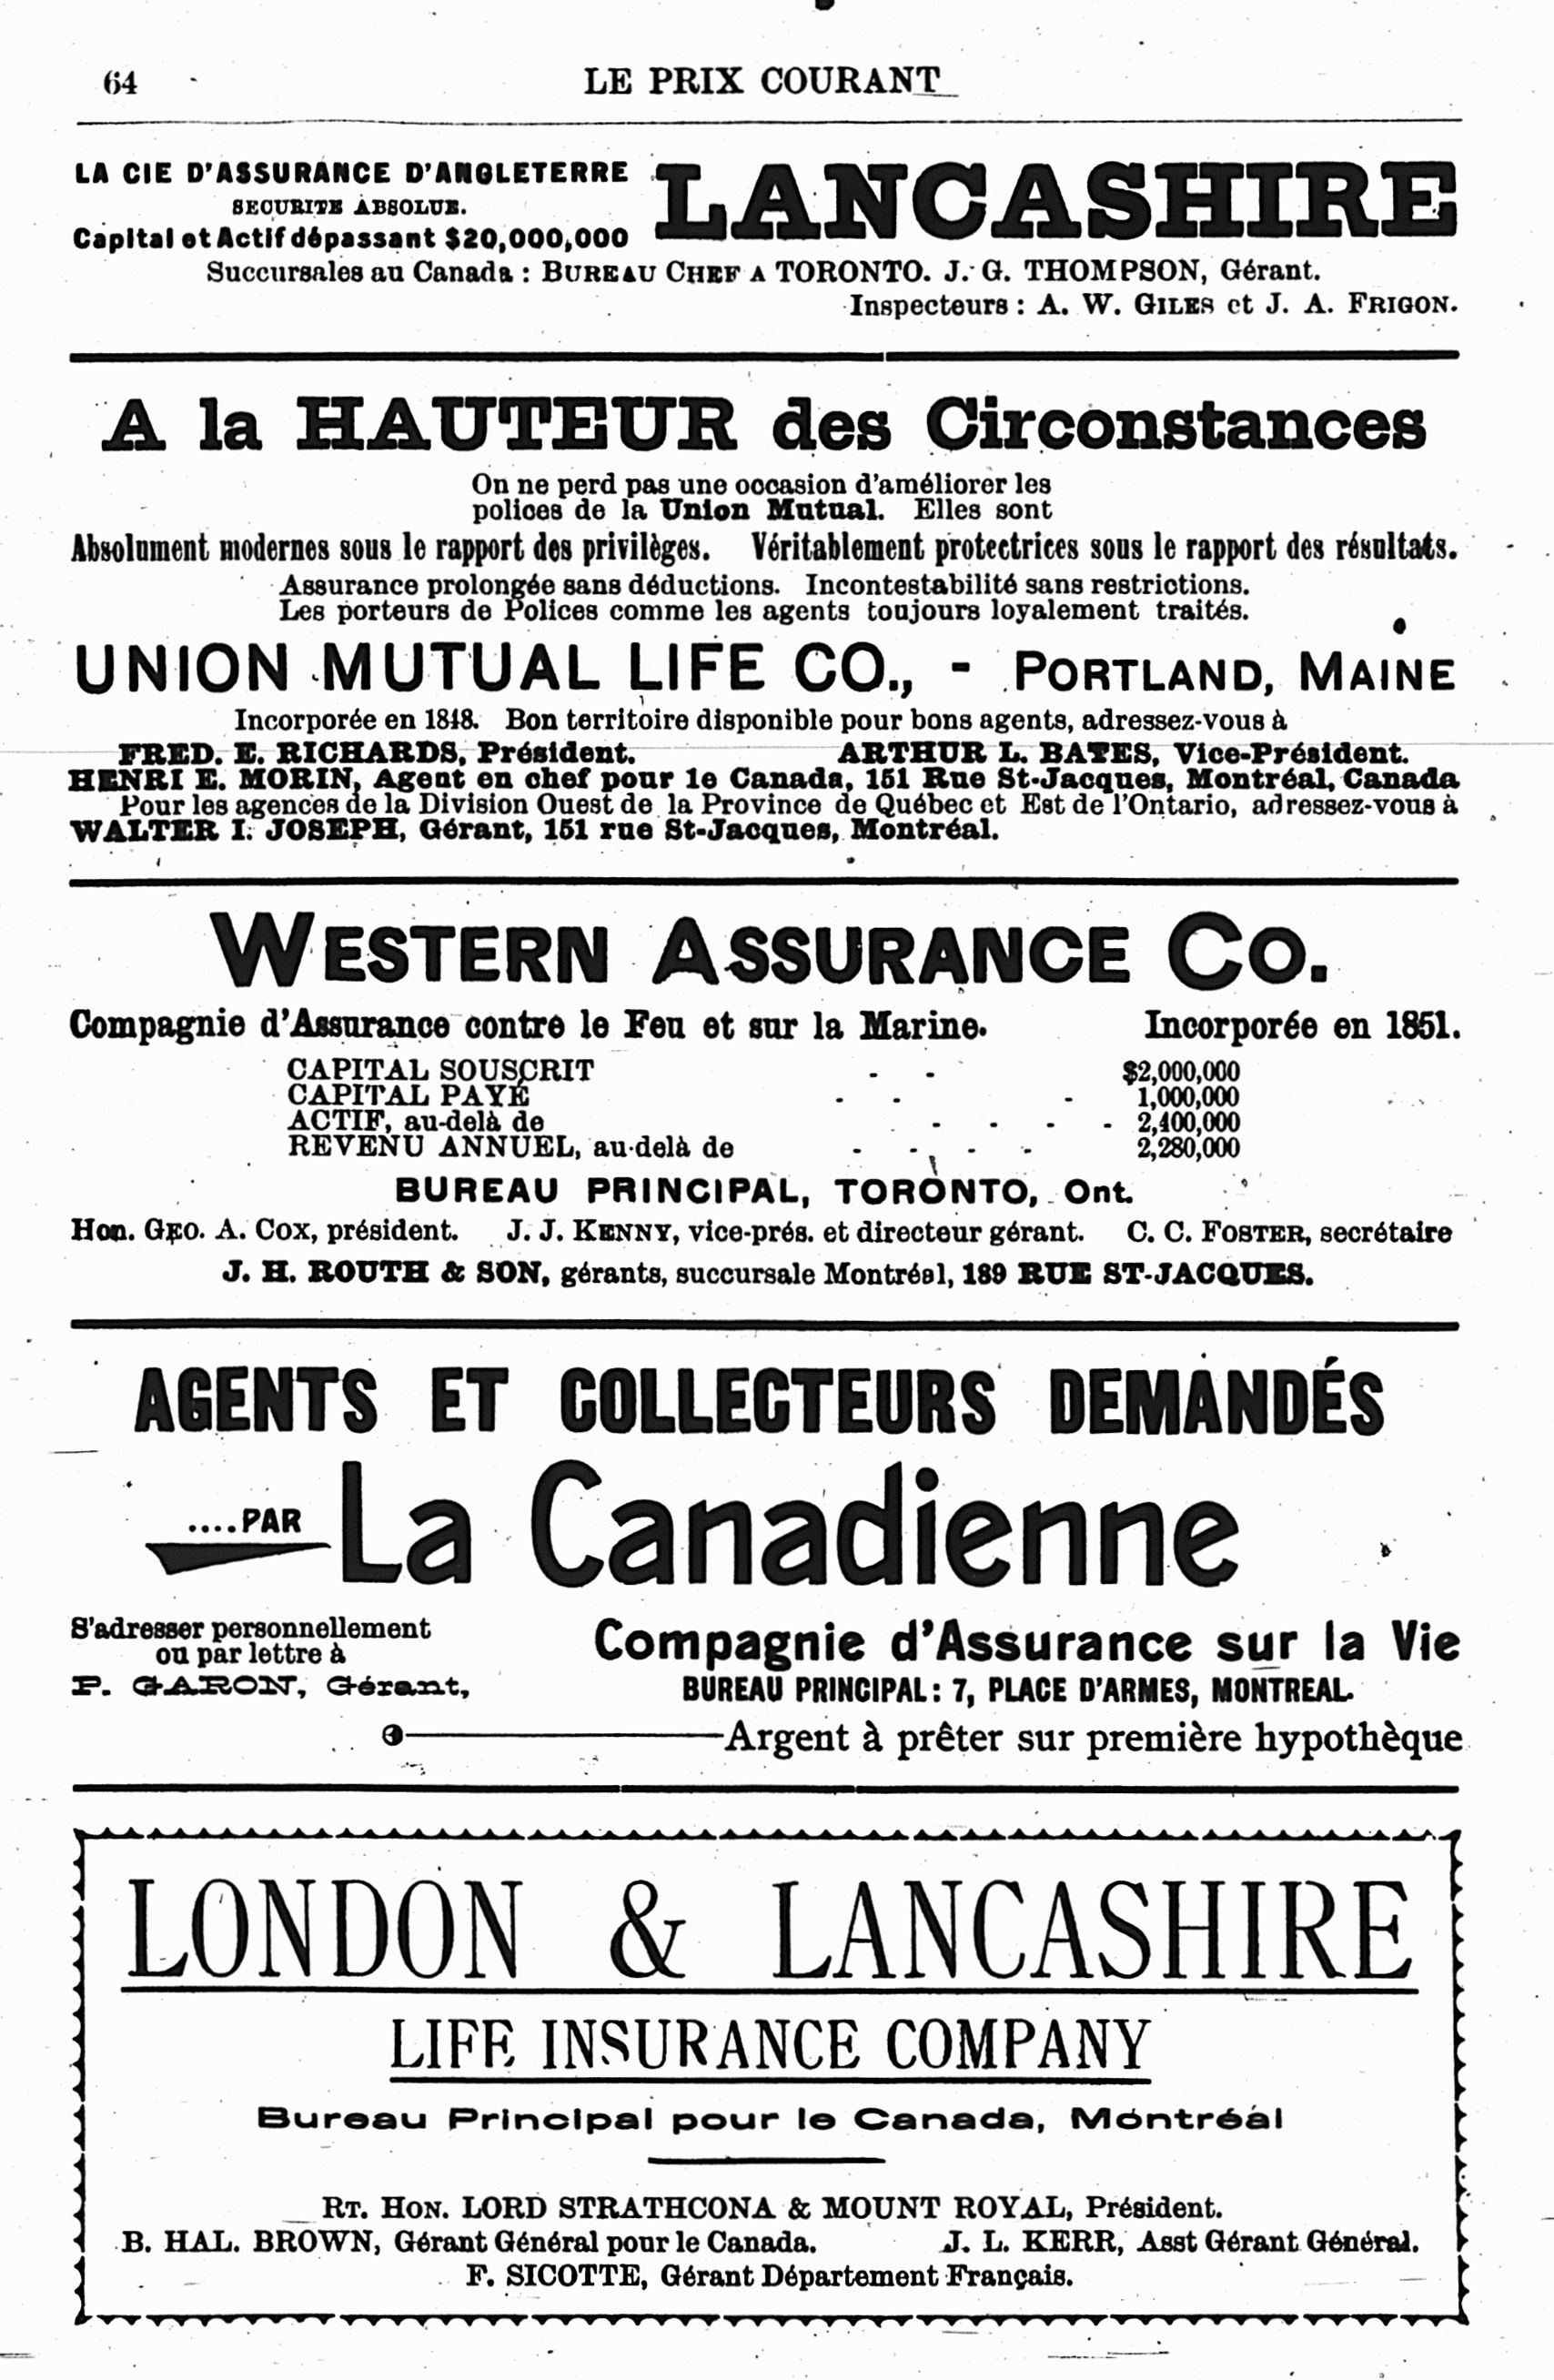 64
LE PRIX COURANT
LA CIE D'ASSURANCE D'ANGLETERRE
SECURITE ABSOLUE.
Capital et Actif dépassant $20,000,000
LANCASHIRE
Succursales au Canada : BUREAU CHEF A TORONTO. J. G. THOMPSON, Gérant.
Inspecteurs : A. W. GILES et J. A. FRIGON.
A la HAUTEUR des Circonstances
On ne perd pas une occasion d'améliorer les
polices de la Union Mutual. Elles sont
Absolument modernes sous le rapport des privilèges. Véritablement protectrices sous le rapport des résultats.
Assurance prolongée sans déductions. Incontestabilité sans restrictions.
Les porteurs de Polices comme les agents toujours loyalement traités.
UNION MUTUAL LIFE CO., - PORTLAND, MAINE
Incorporée en 1848. Bon territoire disponible pour bons agents, adressez-vous à
FRED. E. RICHARDS, Président. ARTHUR L. BATES, Vice-Président.
HENRI E. MORIN, Agent en chef pour le Canada, 151 Rue St-Jacques, Montréal, Canada
Pour les agences de la Division Ouest de la Province de Québec et Est de l'Ontario, adressez-vous à
WALTER I. JOSEPH, Gérant, 151 rue St-Jacques, Montréal.
WESTERN ASSURANCE CO.
Compagnie d'Assurance contre le Feu et sur la Marine. Incorporée en 1851.
CAPITAL SOUSCRIT - - $2,000,000
CAPITAL PAYÉ - - - 1,000,000
ACTIF, au-delà de - - - - 2,400,000
REVENU ANNUEL, au-delà de - - - - 2,280,000
BUREAU PRINCIPAL, TORONTO, Ont.
Hon. GEO. A. COX, président. J. J. KENNY, vice-prés. et directeur gérant. C. C. FOSTER, secrétaire
J. H. ROUTH & SON, gérants, succursale Montréal, 189 RUE ST-JACQUES.
AGENTS ET COLLECTEURS DEMANDÉS
....PAR La Canadienne
S'adresser personnellement
ou par lettre à
P. GARON, Gérant,
Compagnie d'Assurance sur la Vie
BUREAU PRINCIPAL: 7, PLACE D'ARMES, MONTREAL.
Argent à prêter sur première hypothèque
LONDON & LANCASHIRE
LIFE INSURANCE COMPANY
Bureau Principal pour le Canada, Montréal
RT. HON. LORD STRATHCONA & MOUNT ROYAL, Président.
B. HAL. BROWN, Gérant Général pour le Canada. J. L. KERR, Asst Gérant Général.
F. SICOTTE, Gérant Département Français.